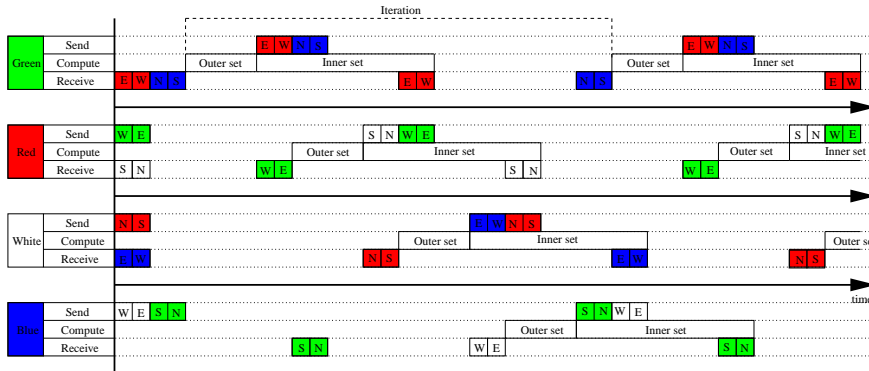 Iteration
Send E W N S E W N S
Green Compute Outer set Inner set Outer set Inner set
Receive E W N S E W N S E W
Send W E S N W E S N W E
Red Compute Outer set Inner set Outer set Inner set
Receive S N W E S N W E
Send N S E W N S
White Compute Outer set Inner set Outer se
Receive E W N S E W N S
time
Send W E S N S N W E
Blue Compute Outer set Inner set
Receive S N W E S N